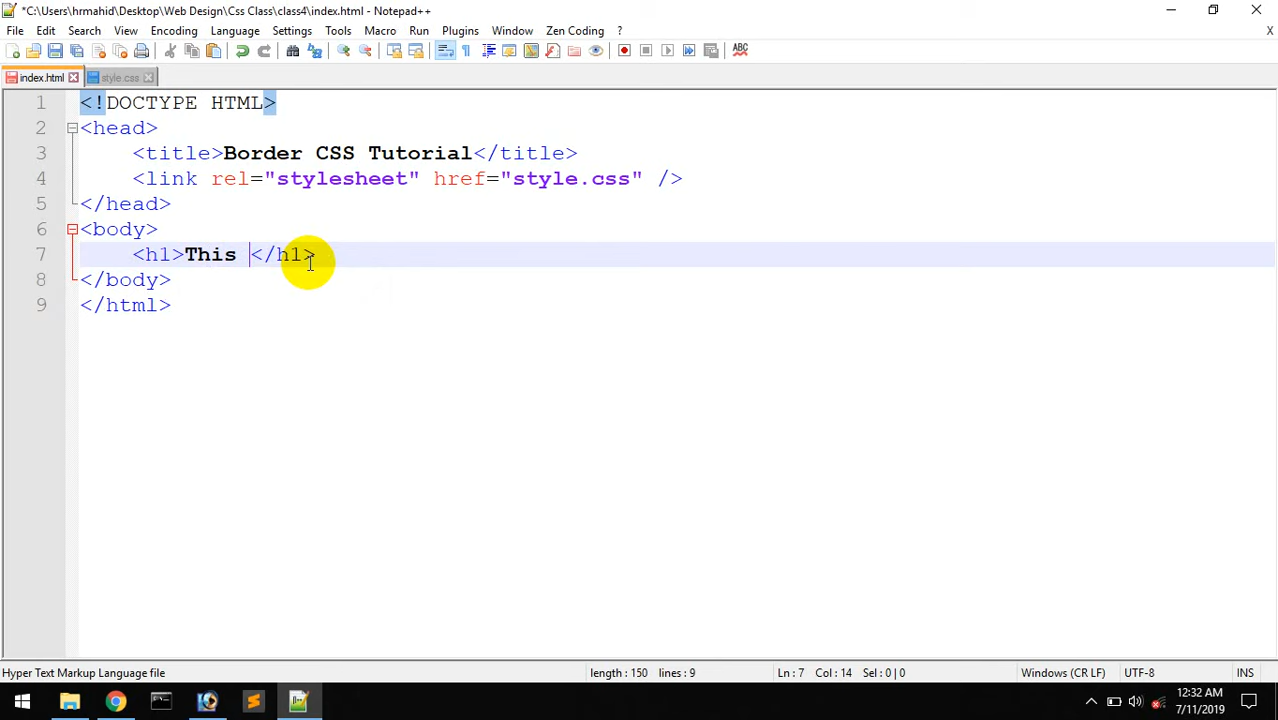 *C:\Users\hrmahid\Desktop\Web Design\Css Class\class4\index.html - Notepad++
File Edit Search View Encoding Language Settings Tools Macro Run Plugins Window Zen Coding ? X
index.html style.css
1 <!DOCTYPE HTML>
2 <head>
3 <title>Border CSS Tutorial</title>
4 <link rel="stylesheet" href="style.css" />
5 </head>
6 <body>
7 <h1>This </h1>
8 </body>
9 </html>
Hyper Text Markup Language file length : 150 lines : 9 Ln : 7 Col : 14 Sel : 0 | 0 Windows (CR LF) UTF-8 INS
12:32 AM
7/11/2019